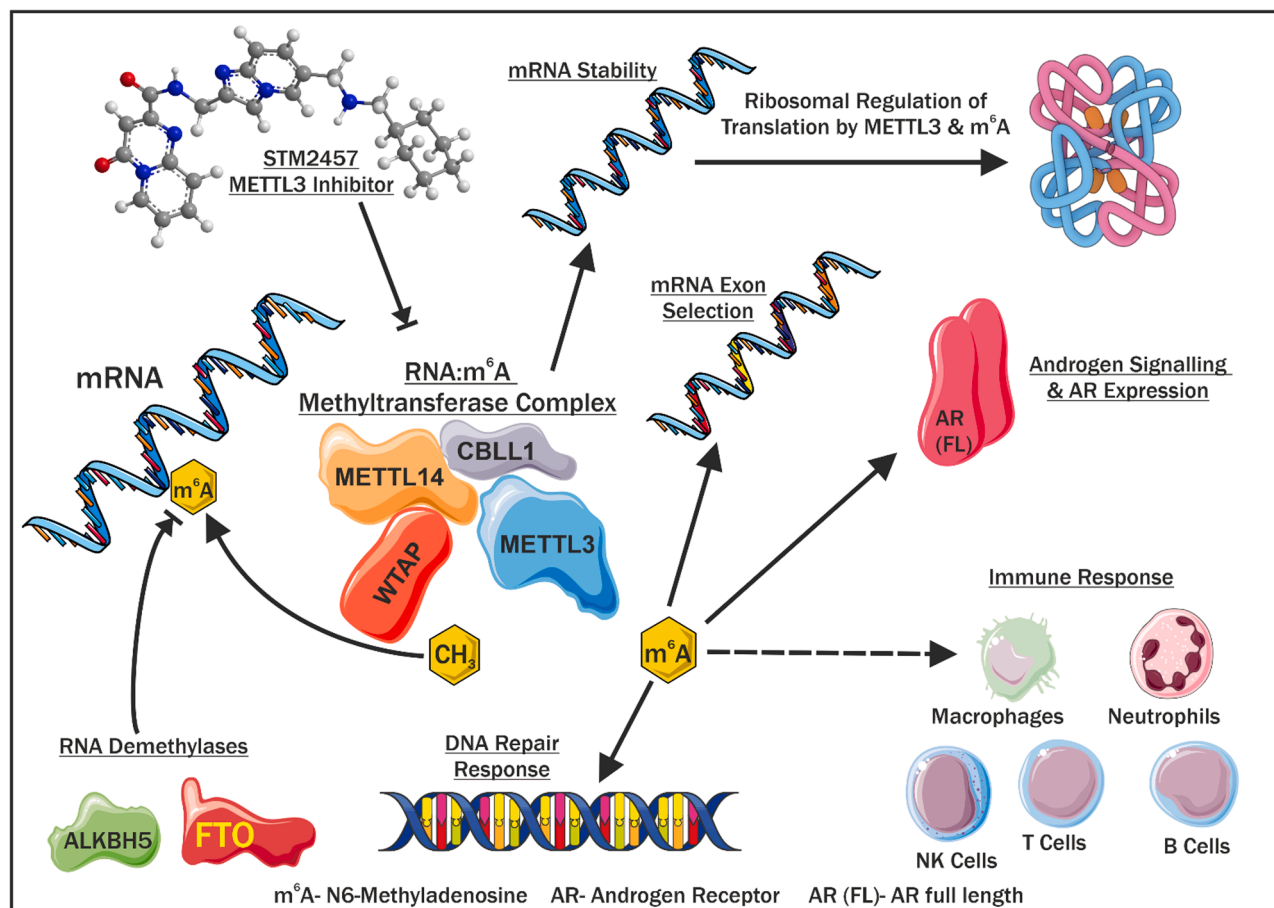 STM2457
METTL3 Inhibitor
mRNA Stability
Ribosomal Regulation of
Translation by METTL3 & m⁶A
mRNA Exon
Selection
mRNA
m⁶A
RNA:m⁶A
Methyltransferase Complex
CBLL1
METTL14
METTL3
WTAP
CH₃
AR
(FL)
Androgen Signalling
& AR Expression
m⁶A
Immune Response
Macrophages
Neutrophils
NK Cells
T Cells
B Cells
RNA Demethylases
ALKBH5
FTO
DNA Repair
Response
m⁶A- N6-Methyladenosine AR- Androgen Receptor AR (FL)- AR full length